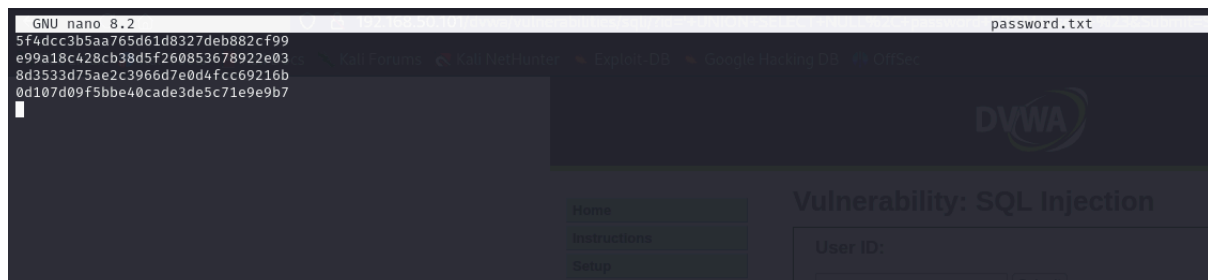 GNU nano 8.2 password.txt
5f4dcc3b5aa765d61d8327deb882cf99
e99a18c428cb38d5f260853678922e03
8d3533d75ae2c3966d7e0d4fcc69216b
0d107d09f5bbe40cade3de5c71e9e9b7
Kali Forums Kali NetHunter Exploit-DB Google Hacking DB OffSec
DVWA
Vulnerability: SQL Injection
Home
Instructions
User ID:
Setup